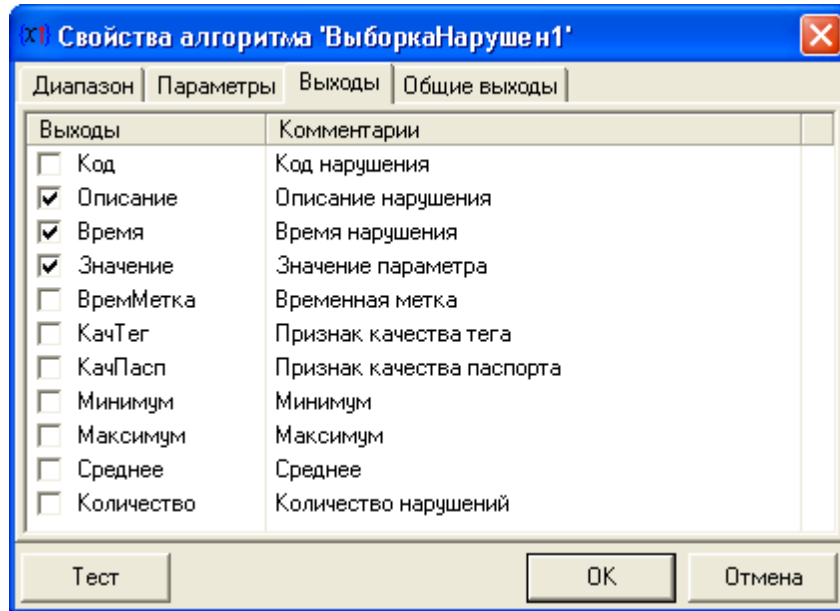 Свойства алгоритма 'ВыборкаНарушен1'
Диапазон Параметры Выходы Общие выходы
Выходы Комментарии
Код Код нарушения
Описание Описание нарушения
Время Время нарушения
Значение Значение параметра
ВремМетка Временная метка
КачТег Признак качества тега
КачПасп Признак качества паспорта
Минимум Минимум
Максимум Максимум
Среднее Среднее
Количество Количество нарушений
Тест OK Отмена